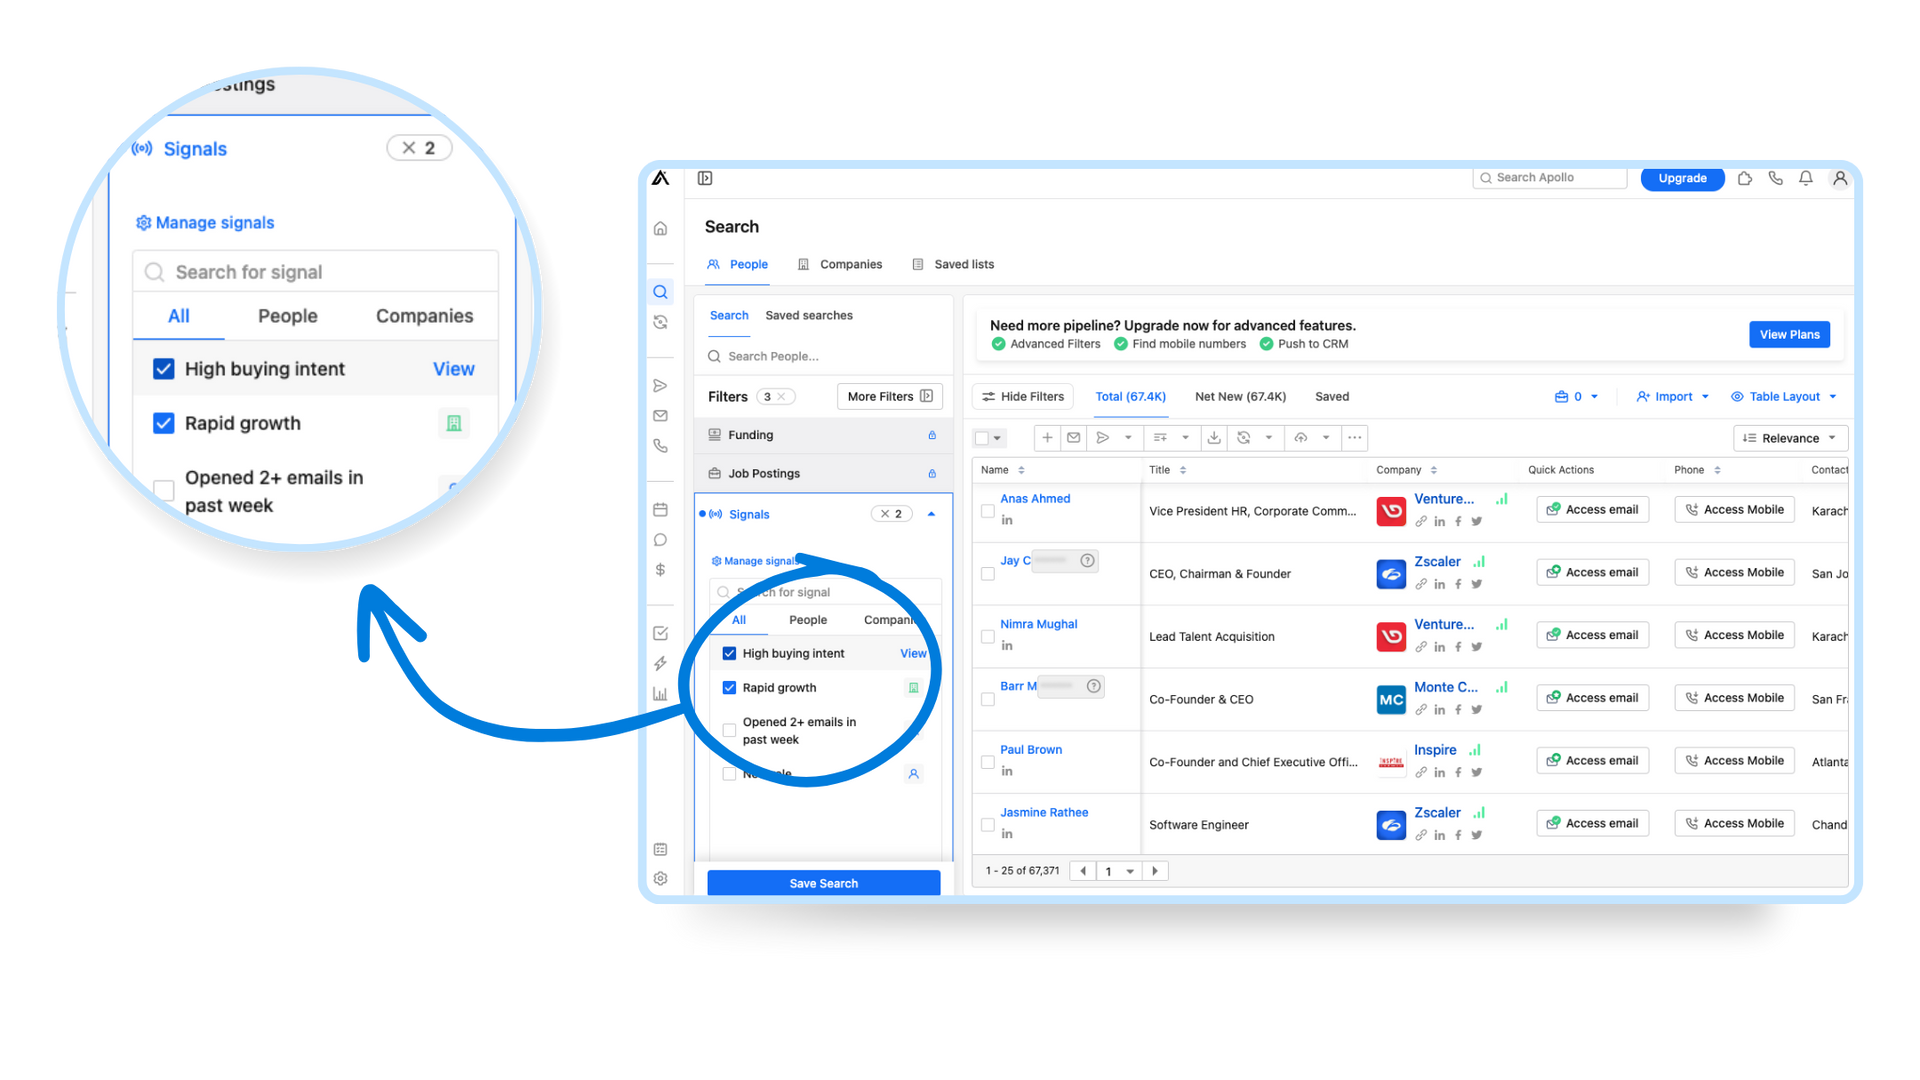 Signals
× 2
Manage signals
Search for signal
All People Companies
High buying intent View
Rapid growth
Opened 2+ emails in
past week
Search Apollo
Upgrade
Search
People Companies Saved lists
Search Saved searches
Search People...
Filters 3 ×
More Filters
Funding
Job Postings
Signals × 2
Manage signals
Search for signal
All People
High buying intent View
Rapid growth
Opened 2+ emails in
past week
Save Search
Need more pipeline? Upgrade now for advanced features.
Advanced Filters Find mobile numbers Push to CRM
View Plans
Hide Filters Total (67.4K) Net New (67.4K) Saved
0 Import Table Layout
Relevance
Name Title Company Quick Actions Phone Contact
Anas Ahmed
in
Vice President HR, Corporate Comm... Venture... Access email Access Mobile Karach
Jay C
CEO, Chairman & Founder Zscaler Access email Access Mobile San Jo
Nimra Mughal
in
Lead Talent Acquisition Venture... Access email Access Mobile Karach
Barr M
Co-Founder & CEO MC Monte C... Access email Access Mobile San Fr
Paul Brown
in
Co-Founder and Chief Executive Offi... INSPIRE Inspire Access email Access Mobile Atlanta
Jasmine Rathee
in
Software Engineer Zscaler Access email Access Mobile Chand
1 - 25 of 67,371 1